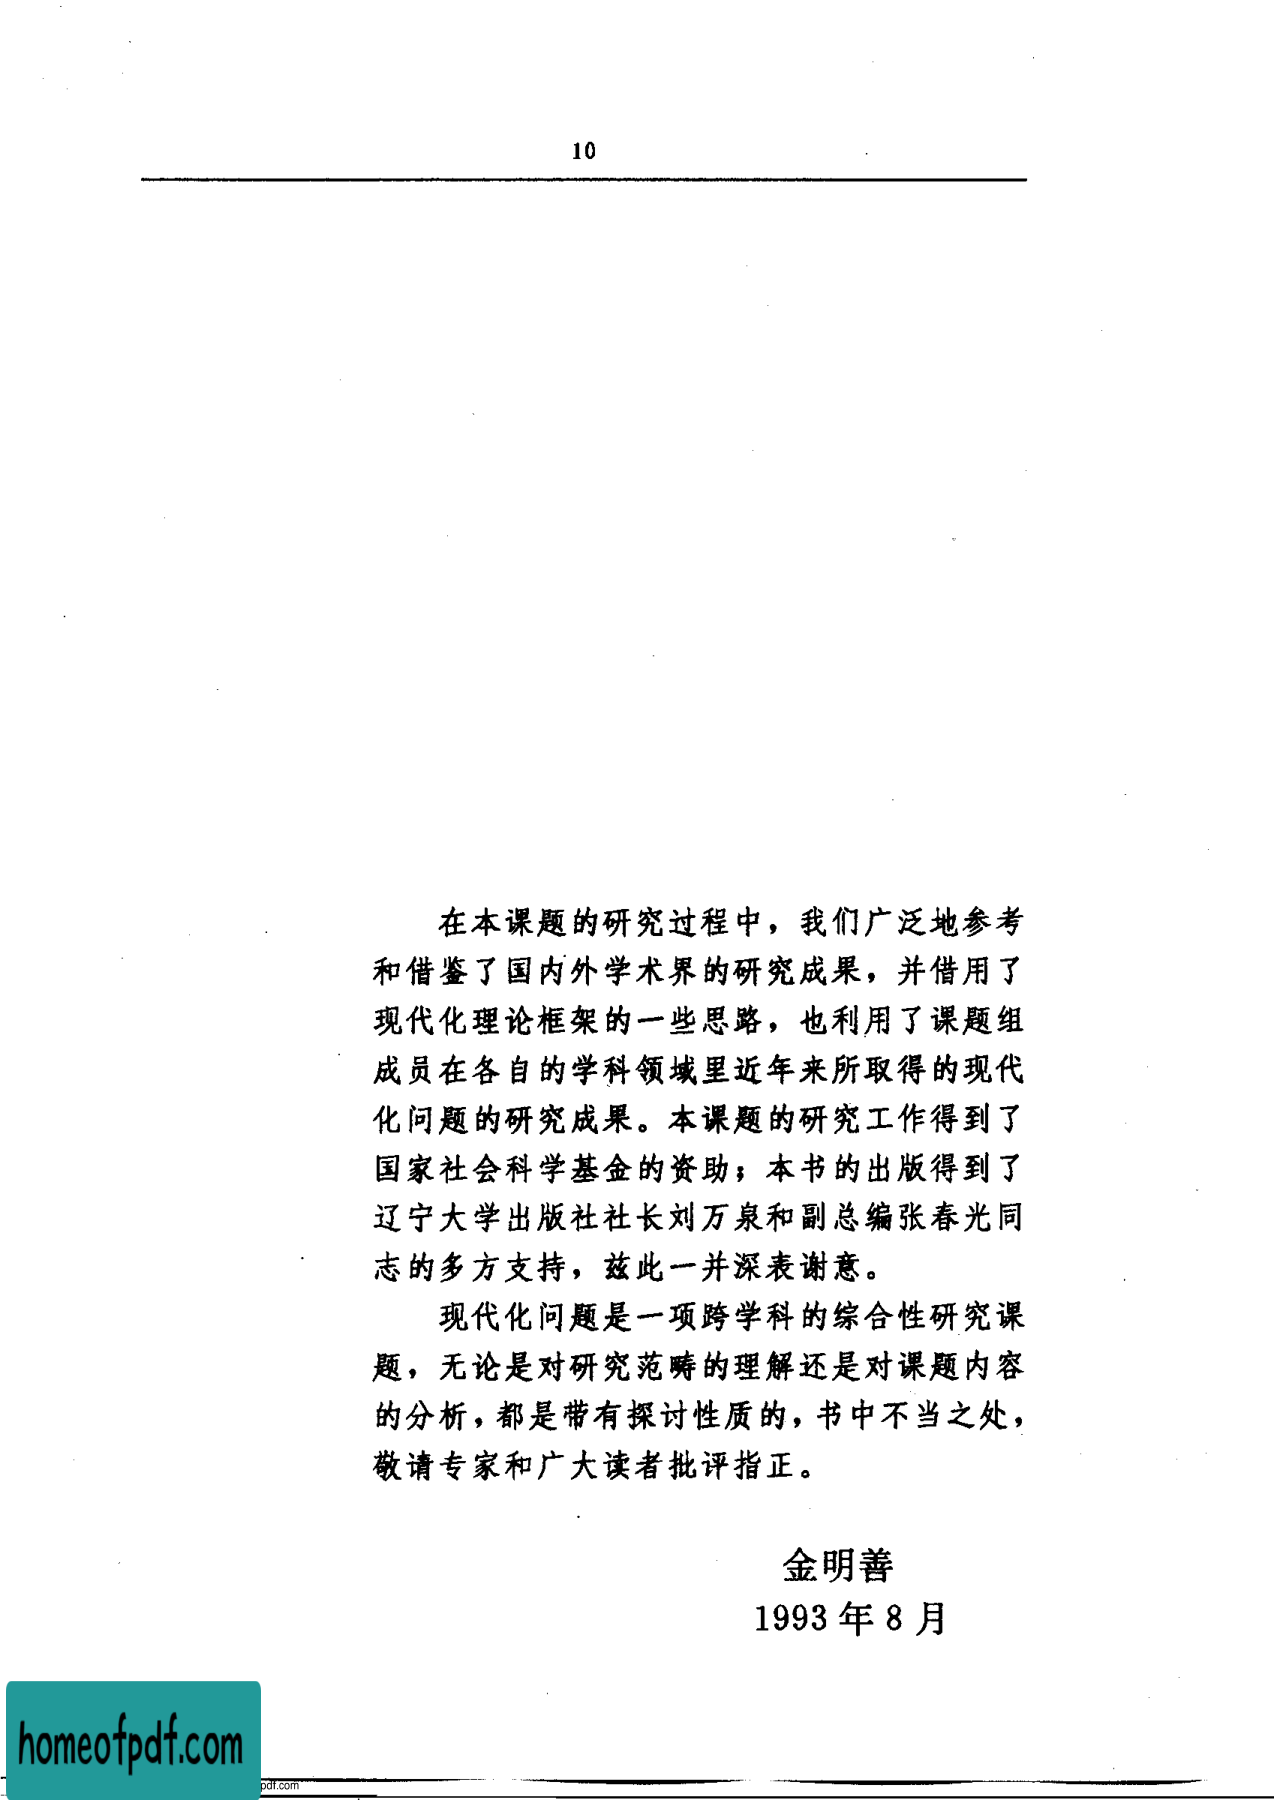 10
在本课题的研究过程中，我们广泛地参考
和借鉴了国内外学术界的研究成果，并借用了
现代化理论框架的一些思路，也利用了课题组
成员在各自的学科领域里近年来所取得的现代
化问题的研究成果。本课题的研究工作得到了
国家社会科学基金的资助；本书的出版得到了
辽宁大学出版社社长刘万泉和副总编张春光同
志的多方支持，兹此一并深表谢意。
现代化问题是一项跨学科的综合性研究课
题，无论是对研究范畴的理解还是对课题内容
的分析，都是带有探讨性质的，书中不当之处，
敬请专家和广大读者批评指正。
金明善
1993年8月
homeofpdf.com
pdf.com